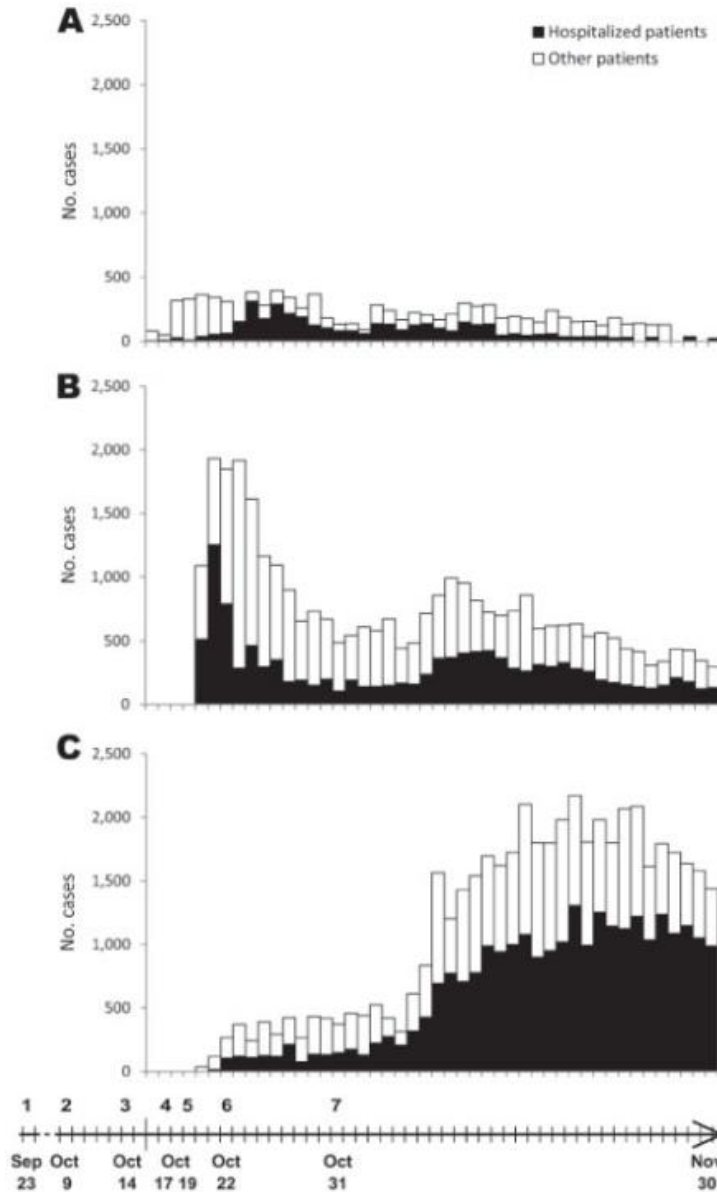 A
Hospitalized patients
Other patients
No. cases
2,500
2,000
1,500
1,000
500
0
B
No. cases
2,500
2,000
1,500
1,000
500
0
C
No. cases
2,500
2,000
1,500
1,000
500
0
1 2 3 4 5 6 7
Sep Oct Oct Oct Oct Oct Nov
23 9 14 17 19 22 31 30